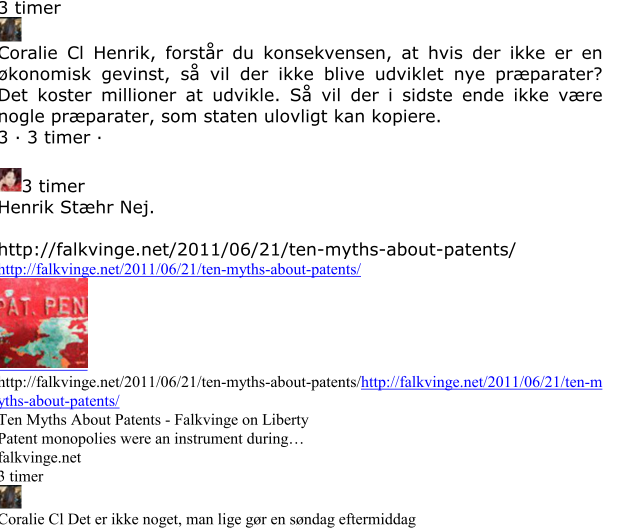 3 timer
Coralie Cl Henrik, forstår du konsekvensen, at hvis der ikke er en
økonomisk gevinst, så vil der ikke blive udviklet nye præparater?
Det koster millioner at udvikle. Så vil der i sidste ende ikke være
nogle præparater, som staten ulovligt kan kopiere.
3 · 3 timer ·
3 timer
Henrik Stæhr Nej.
http://falkvinge.net/2011/06/21/ten-myths-about-patents/
http://falkvinge.net/2011/06/21/ten-myths-about-patents/
PAT. PEN
http://falkvinge.net/2011/06/21/ten-myths-about-patents/http://falkvinge.net/2011/06/21/ten-m
yths-about-patents/
Ten Myths About Patents - Falkvinge on Liberty
Patent monopolies were an instrument during…
falkvinge.net
3 timer
Coralie Cl Det er ikke noget, man lige gør en søndag eftermiddag